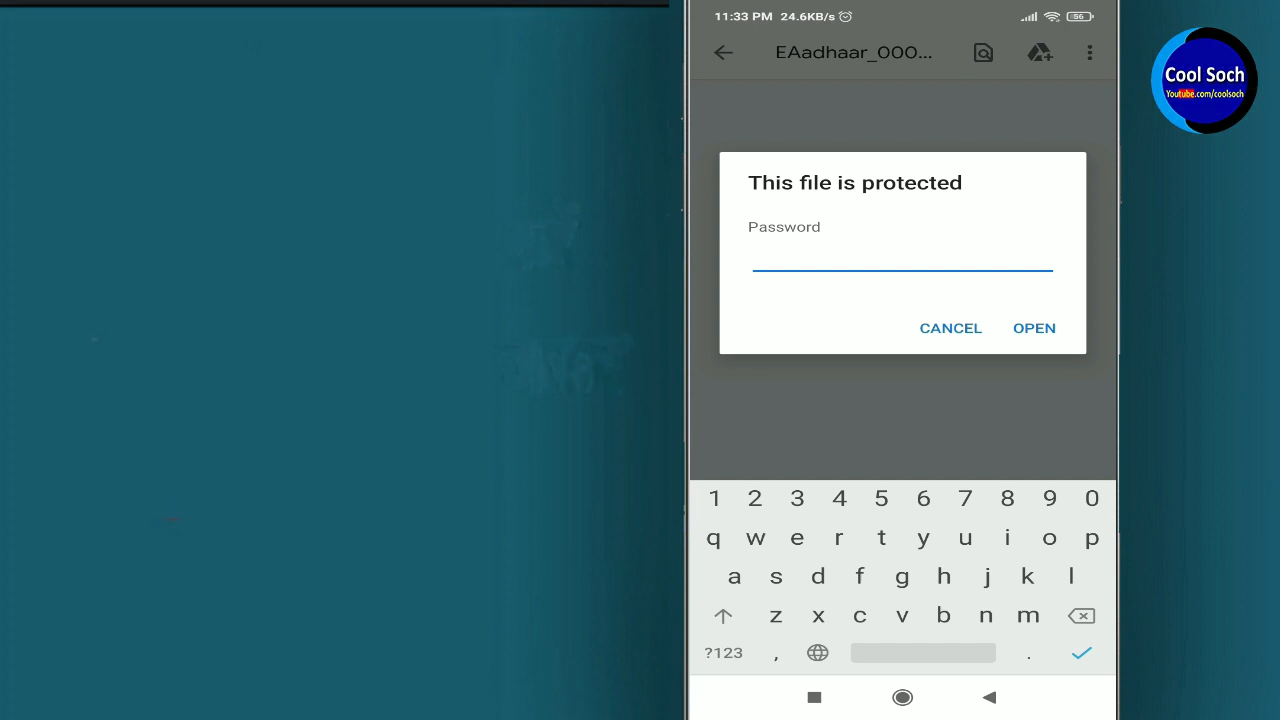 11:33 PM 24.6KB/s 56
EAadhaar_000...
Cool Soch
Youtube.com/coolsoch
This file is protected
Password
CANCEL OPEN
1 2 3 4 5 6 7 8 9 0
q w e r t y u i o p
a s d f g h j k l
z x c v b n m
?123 , .